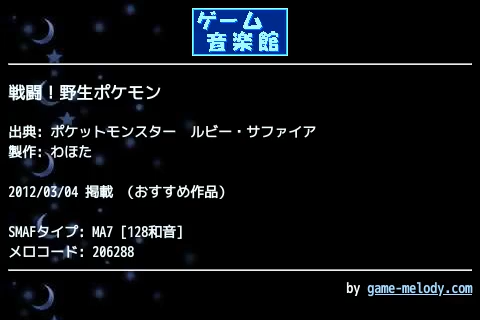 ゲーム
音楽館
戦闘！野生ポケモン
出典: ポケットモンスター　ルビー・サファイア
製作: わほた
2012/03/04 掲載　(おすすめ作品)
SMAFタイプ: MA7 [128和音]
メロコード: 206288
by game-melody.com